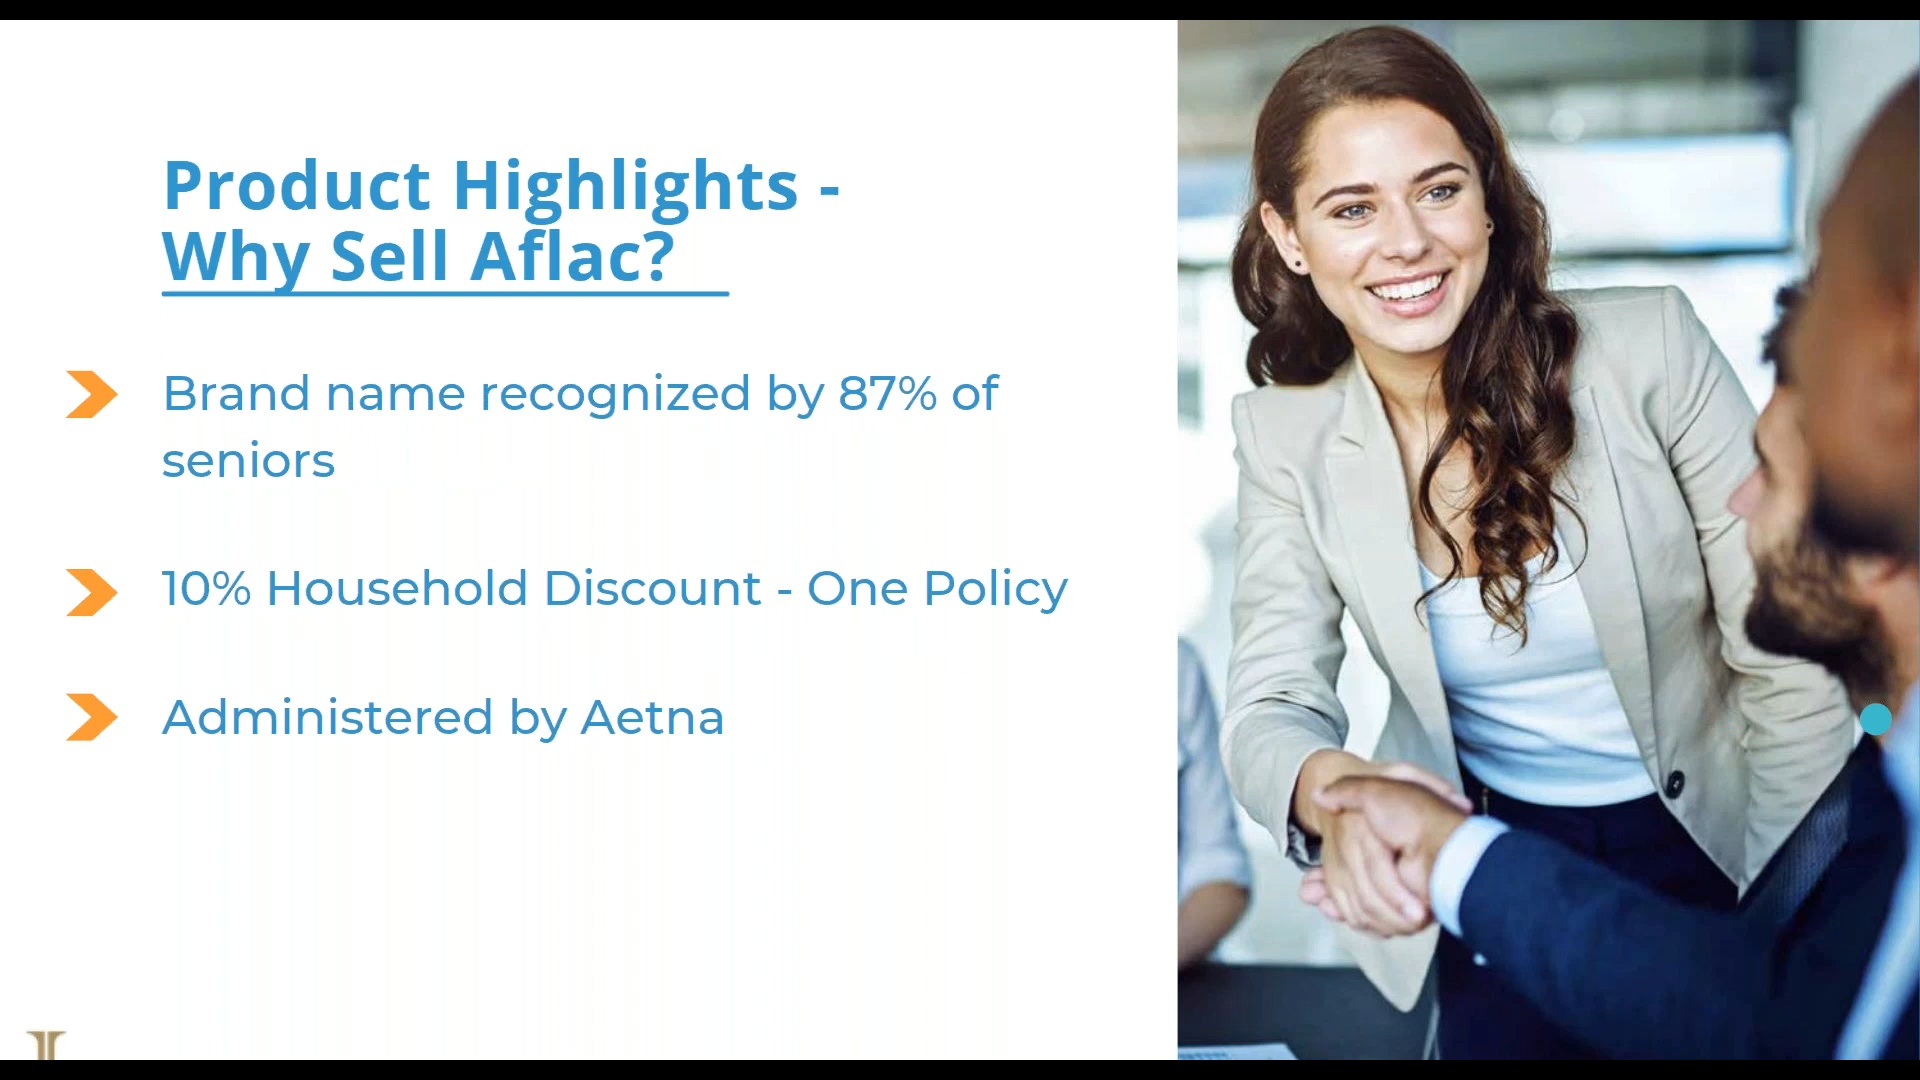 Product Highlights -
Why Sell Aflac?
Brand name recognized by 87% of
seniors
10% Household Discount - One Policy
Administered by Aetna